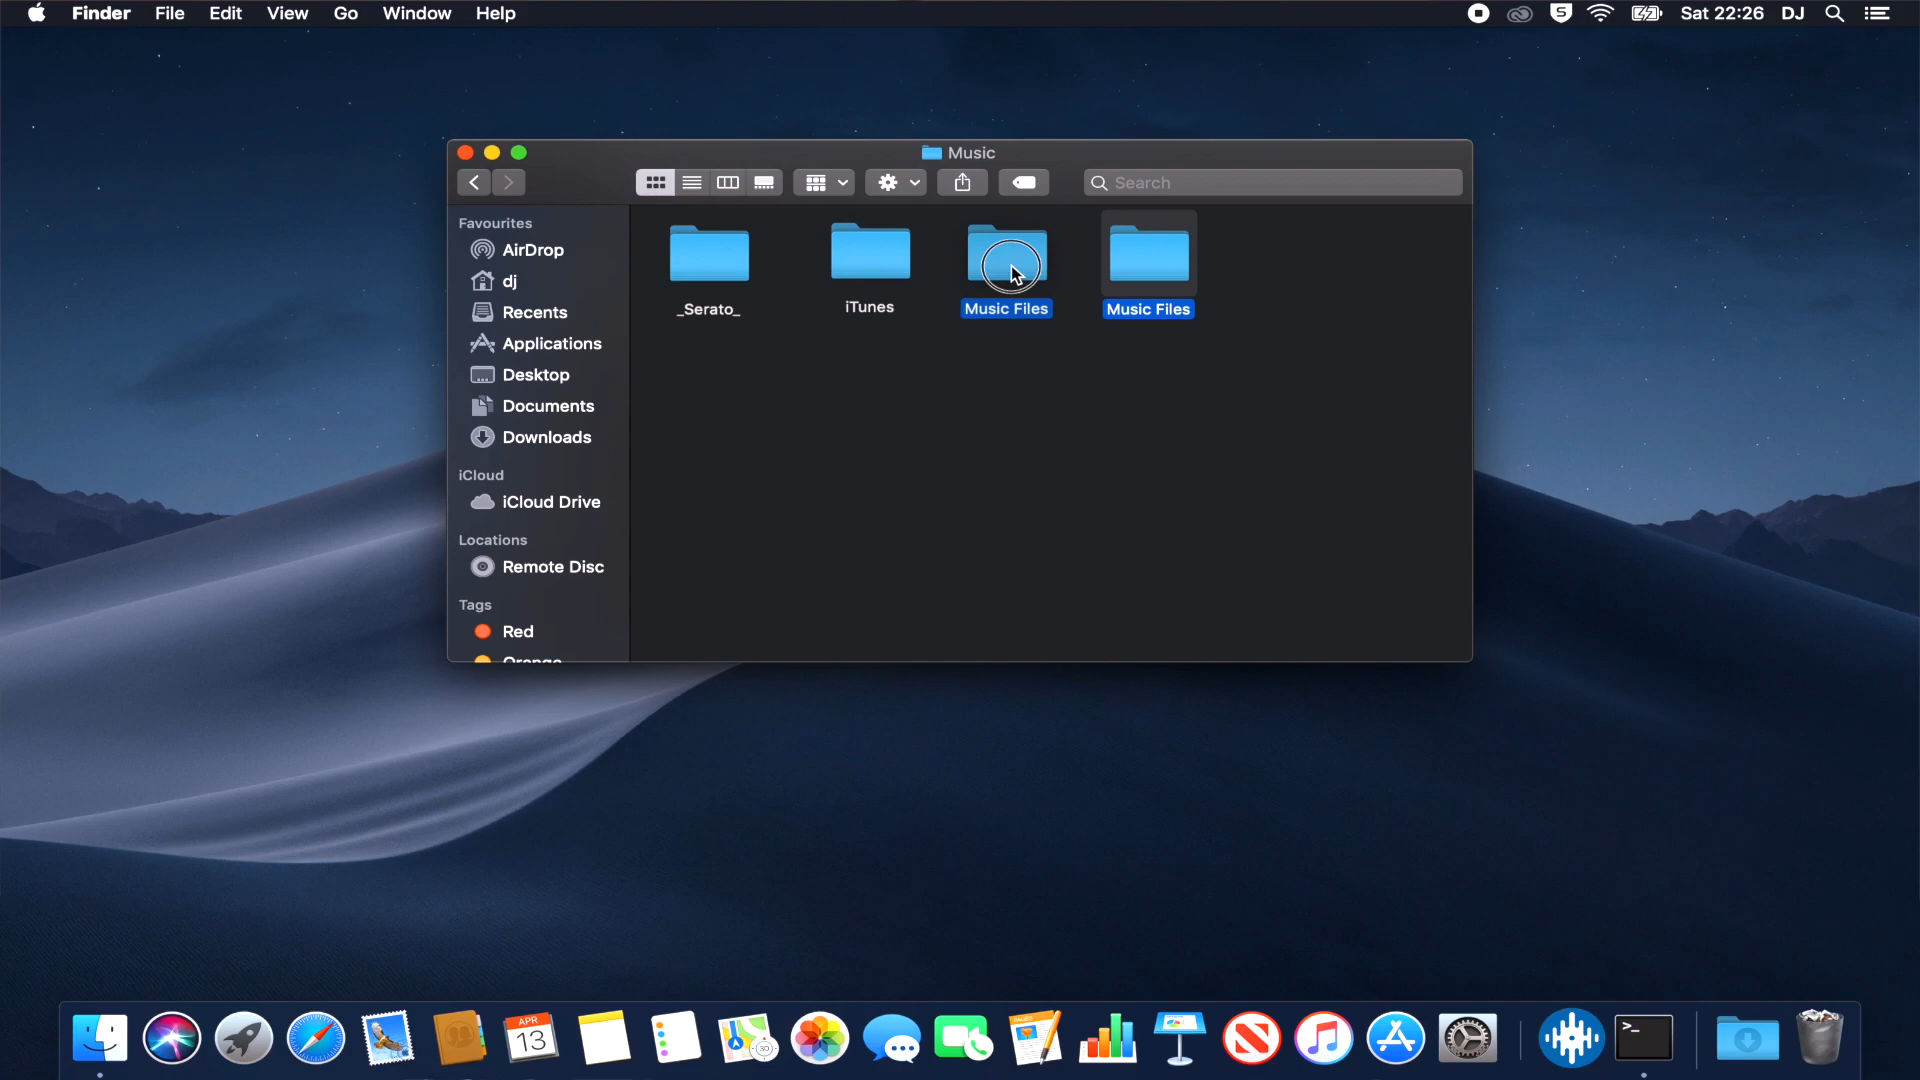 Finder File Edit View Go Window Help
S Sat 22:26 DJ
Music
Search
Favourites
AirDrop
dj
Recents
Applications
Desktop
Documents
Downloads
iCloud
iCloud Drive
Locations
Remote Disc
Tags
Red
Orange
_Serato_
iTunes
Music Files
Music Files
APR
13
PAGES
30
>_